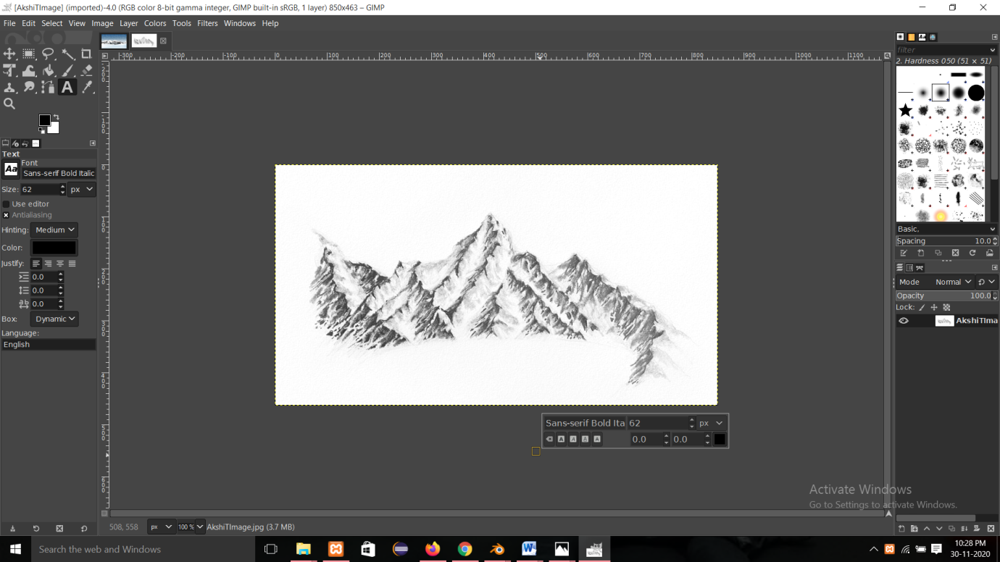 [AkshiTImage] (imported)-4.0 (RGB color 8-bit gamma integer, GIMP built-in sRGB, 1 layer) 850x463 – GIMP
File Edit Select View Image Layer Colors Tools Filters Windows Help
-300 -200 -100 0 100 200 300 400 500 600 700 800 900 1000 1100
filter
2. Hardness 050 (51 × 51)
Text
Font
Aa Sans-serif Bold Italic
Size: 62 px
Use editor
Antialiasing
Hinting: Medium
Color:
Justify:
0.0
0.0
0.0
Box: Dynamic
Language:
English
Basic,
Spacing 10.0
Mode Normal
Opacity 100.0
Lock:
AkshiTIma
Sans-serif Bold Ita 62 px
0.0 0.0
Activate Windows
Go to Settings to activate Windows.
508, 558 px 100 % AkshiTImage.jpg (3.7 MB)
Search the web and Windows
10:28 PM
30-11-2020